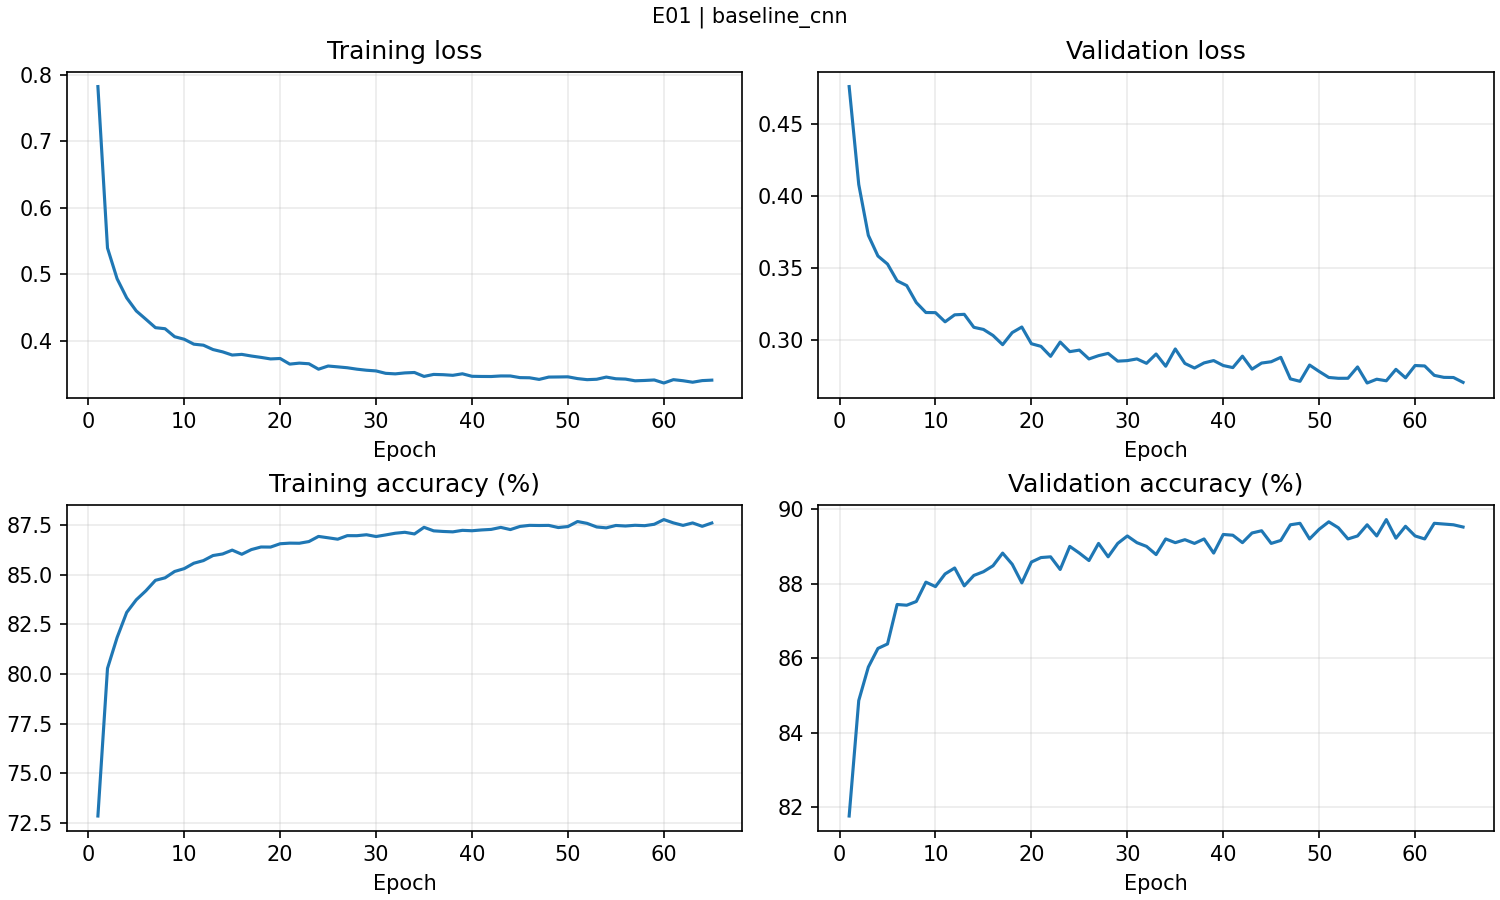 E01 | baseline_cnn
Training loss
0.8
0.7
0.6
0.5
0.4
0 10 20 30 40 50 60
Epoch
Validation loss
0.45
0.40
0.35
0.30
0 10 20 30 40 50 60
Epoch
Training accuracy (%)
87.5
85.0
82.5
80.0
77.5
75.0
72.5
0 10 20 30 40 50 60
Epoch
Validation accuracy (%)
90
88
86
84
82
0 10 20 30 40 50 60
Epoch